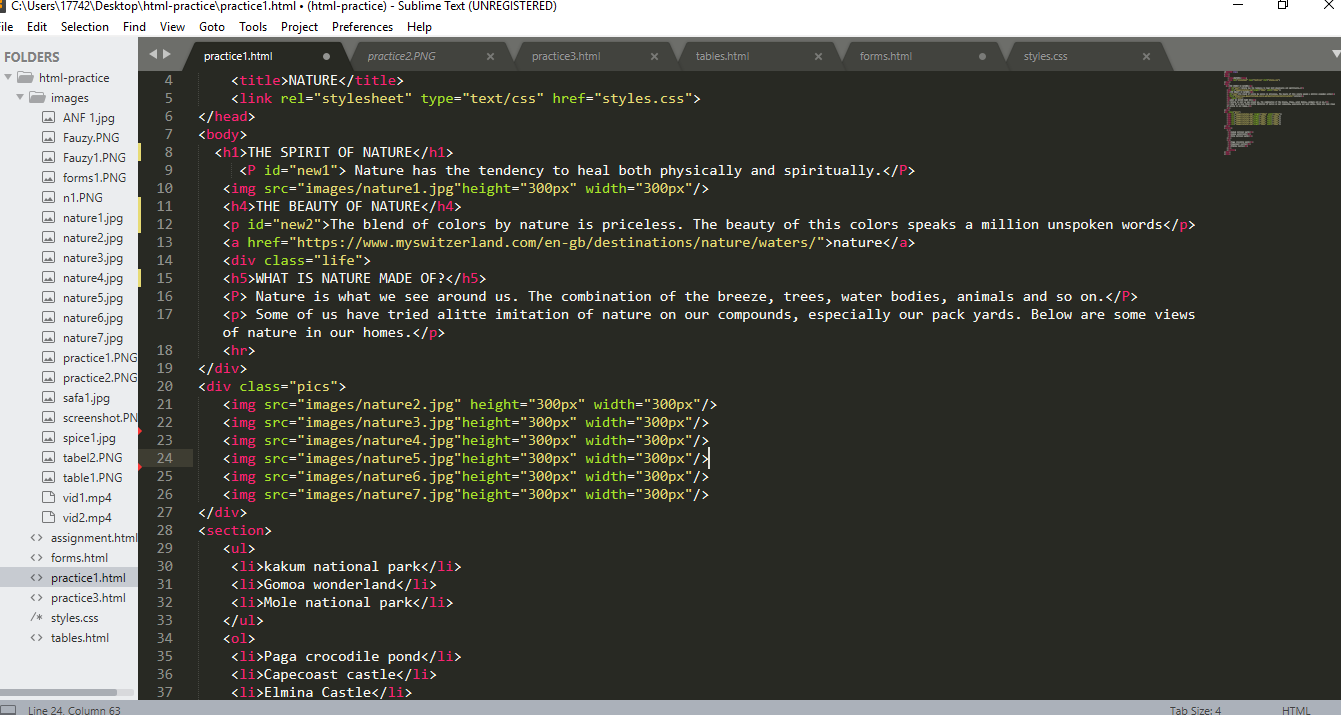 C:\Users\17742\Desktop\html-practice\practice1.html • (html-practice) - Sublime Text (UNREGISTERED)
ile Edit Selection Find View Goto Tools Project Preferences Help
FOLDERS
html-practice
images
ANF 1.jpg
Fauzy.PNG
Fauzy1.PNG
forms1.PNG
n1.PNG
nature1.jpg
nature2.jpg
nature3.jpg
nature4.jpg
nature5.jpg
nature6.jpg
nature7.jpg
practice1.PNG
practice2.PNG
safa1.jpg
screenshot.PN
spice1.jpg
tabel2.PNG
table1.PNG
vid1.mp4
vid2.mp4
<> assignment.html
<> forms.html
<> practice1.html
<> practice3.html
/* styles.css
<> tables.html
practice1.html practice2.PNG practice3.html tables.html forms.html styles.css
4 <title>NATURE</title>
5 <link rel="stylesheet" type="text/css" href="styles.css">
6 </head>
7 <body>
8 <h1>THE SPIRIT OF NATURE</h1>
9 <P id="new1"> Nature has the tendency to heal both physically and spiritually.</P>
10 <img src="images/nature1.jpg"height="300px" width="300px"/>
11 <h4>THE BEAUTY OF NATURE</h4>
12 <p id="new2">The blend of colors by nature is priceless. The beauty of this colors speaks a million unspoken words</p>
13 <a href="https://www.myswitzerland.com/en-gb/destinations/nature/waters/">nature</a>
14 <div class="life">
15 <h5>WHAT IS NATURE MADE OF?</h5>
16 <P> Nature is what we see around us. The combination of the breeze, trees, water bodies, animals and so on.</P>
17 <p> Some of us have tried alitte imitation of nature on our compounds, especially our pack yards. Below are some views
of nature in our homes.</p>
18 <hr>
19 </div>
20 <div class="pics">
21 <img src="images/nature2.jpg" height="300px" width="300px"/>
22 <img src="images/nature3.jpg"height="300px" width="300px"/>
23 <img src="images/nature4.jpg"height="300px" width="300px"/>
24 <img src="images/nature5.jpg"height="300px" width="300px"/>
25 <img src="images/nature6.jpg"height="300px" width="300px"/>
26 <img src="images/nature7.jpg"height="300px" width="300px"/>
27 </div>
28 <section>
29 <ul>
30 <li>kakum national park</li>
31 <li>Gomoa wonderland</li>
32 <li>Mole national park</li>
33 </ul>
34 <ol>
35 <li>Paga crocodile pond</li>
36 <li>Capecoast castle</li>
37 <li>Elmina Castle</li>
Line 24, Column 63 Tab Size: 4 HTML